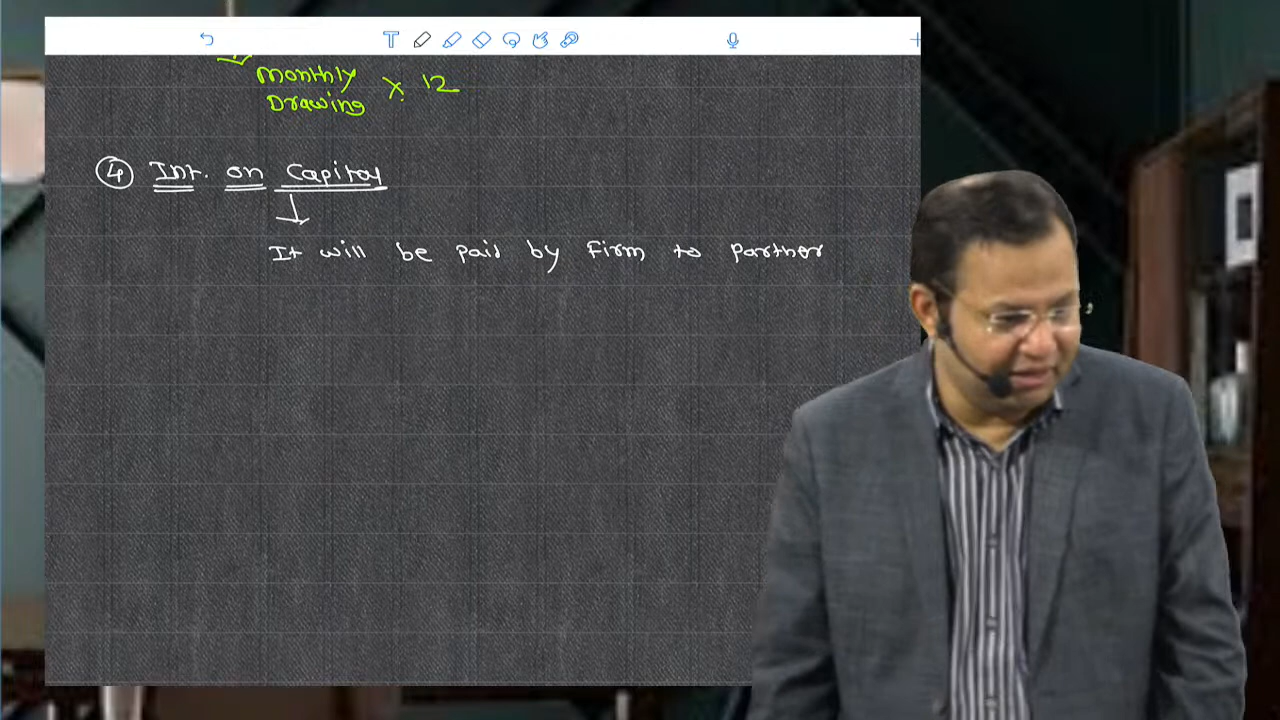 Monthly
Drawing × 12
④ Int. on Capital
It will be paid by Firm to Partner